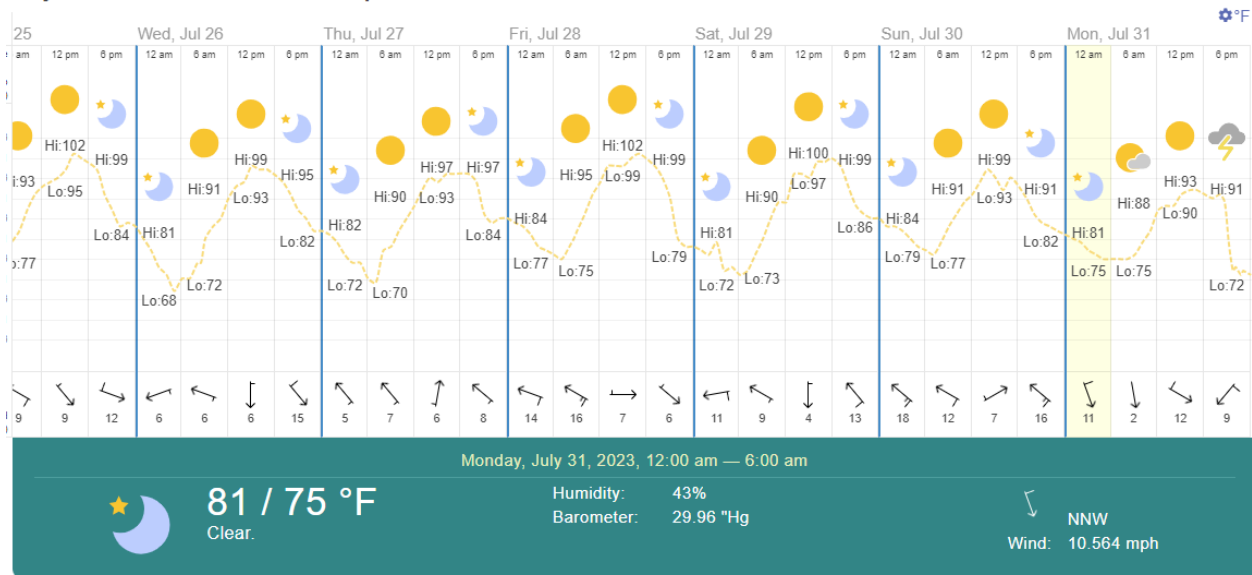 °F
25 Wed, Jul 26 Thu, Jul 27 Fri, Jul 28 Sat, Jul 29 Sun, Jul 30 Mon, Jul 31
am 12 pm 6 pm 12 am 6 am 12 pm 6 pm 12 am 6 am 12 pm 6 pm 12 am 6 am 12 pm 6 pm 12 am 6 am 12 pm 6 pm 12 am 6 am 12 pm 6 pm 12 am 6 am 12 pm 6 pm
Hi:93 Hi:102 Hi:99 Hi:81 Hi:91 Hi:99 Hi:95 Hi:82 Hi:90 Hi:97 Hi:97 Hi:84 Hi:95 Hi:102 Hi:99 Hi:81 Hi:90 Hi:100 Hi:99 Hi:84 Hi:91 Hi:99 Hi:91 Hi:81 Hi:88 Hi:93 Hi:91
Lo:77 Lo:95 Lo:84 Lo:68 Lo:72 Lo:93 Lo:82 Lo:72 Lo:70 Lo:93 Lo:84 Lo:77 Lo:75 Lo:99 Lo:79 Lo:72 Lo:73 Lo:97 Lo:86 Lo:79 Lo:77 Lo:93 Lo:82 Lo:75 Lo:75 Lo:90 Lo:72
9 9 12 6 6 6 15 5 7 6 8 14 16 7 6 11 9 4 13 18 12 7 16 11 2 12 9
Monday, July 31, 2023, 12:00 am — 6:00 am
81 / 75 °F
Clear.
Humidity: 43%
Barometer: 29.96 "Hg
NNW
Wind: 10.564 mph